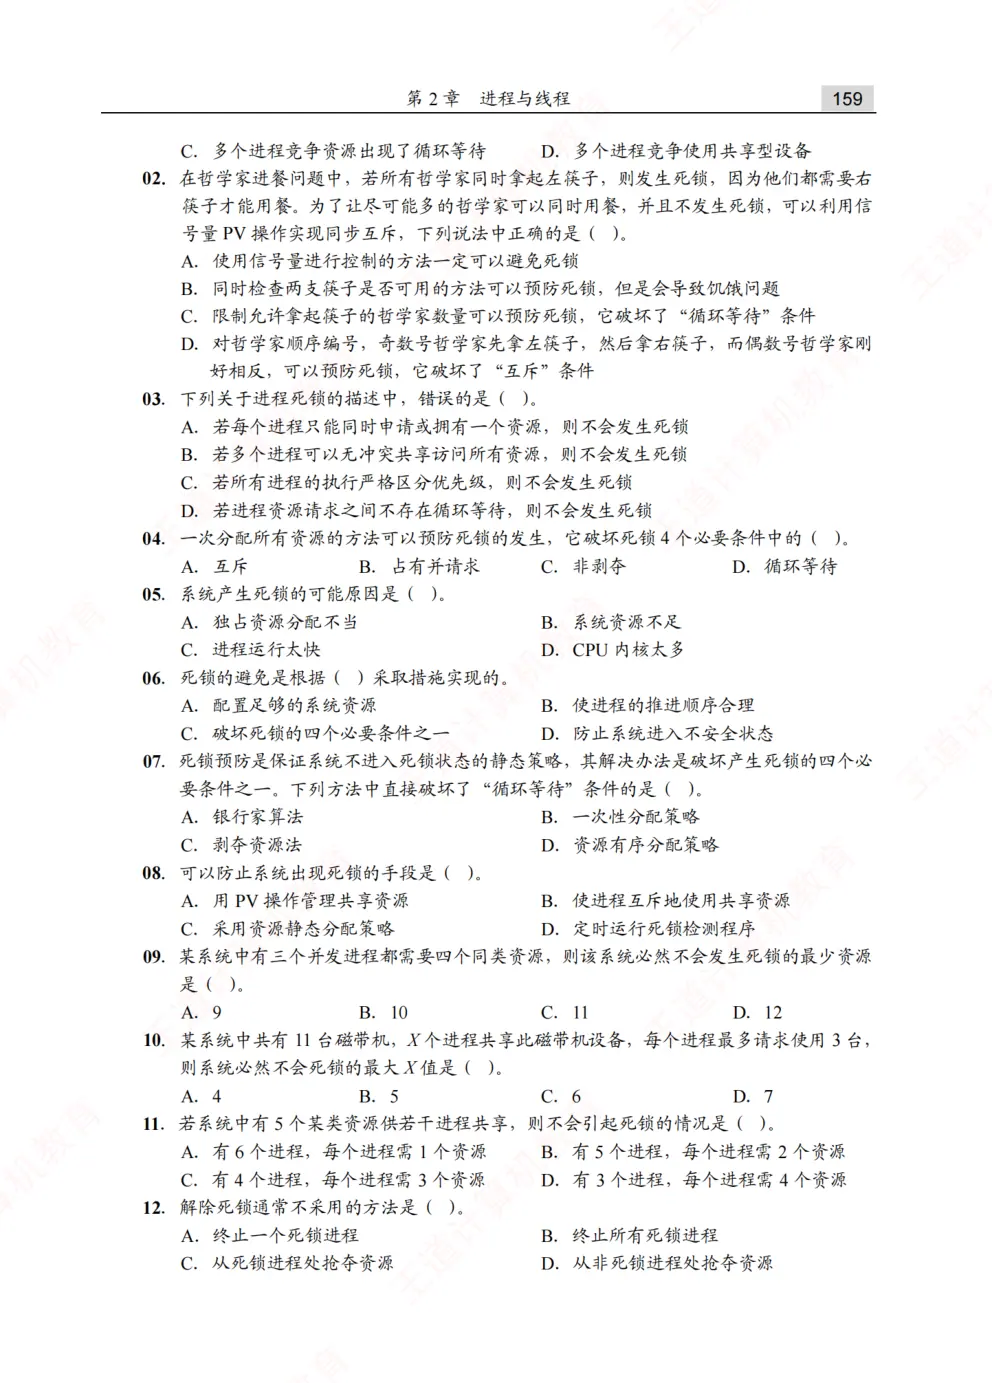 第 2 章 进程与线程 159
C. 多个进程竞争资源出现了循环等待 D. 多个进程竞争使用共享型设备
02. 在哲学家进餐问题中，若所有哲学家同时拿起左筷子，则发生死锁，因为他们都需要右
筷子才能用餐。为了让尽可能多的哲学家可以同时用餐，并且不发生死锁，可以利用信
号量 PV 操作实现同步互斥，下列说法中正确的是（ ）。
A. 使用信号量进行控制的方法一定可以避免死锁
B. 同时检查两支筷子是否可用的方法可以预防死锁，但是会导致饥饿问题
C. 限制允许拿起筷子的哲学家数量可以预防死锁，它破坏了“循环等待”条件
D. 对哲学家顺序编号，奇数号哲学家先拿左筷子，然后拿右筷子，而偶数号哲学家刚
好相反，可以预防死锁，它破坏了“互斥”条件
03. 下列关于进程死锁的描述中，错误的是（ ）。
A. 若每个进程只能同时申请或拥有一个资源，则不会发生死锁
B. 若多个进程可以无冲突共享访问所有资源，则不会发生死锁
C. 若所有进程的执行严格区分优先级，则不会发生死锁
D. 若进程资源请求之间不存在循环等待，则不会发生死锁
04. 一次分配所有资源的方法可以预防死锁的发生，它破坏死锁 4 个必要条件中的（ ）。
A. 互斥 B. 占有并请求 C. 非剥夺 D. 循环等待
05. 系统产生死锁的可能原因是（ ）。
A. 独占资源分配不当 B. 系统资源不足
C. 进程运行太快 D. CPU 内核太多
06. 死锁的避免是根据（ ）采取措施实现的。
A. 配置足够的系统资源 B. 使进程的推进顺序合理
C. 破坏死锁的四个必要条件之一 D. 防止系统进入不安全状态
07. 死锁预防是保证系统不进入死锁状态的静态策略，其解决办法是破坏产生死锁的四个必
要条件之一。下列方法中直接破坏了“循环等待”条件的是（ ）。
A. 银行家算法 B. 一次性分配策略
C. 剥夺资源法 D. 资源有序分配策略
08. 可以防止系统出现死锁的手段是（ ）。
A. 用 PV 操作管理共享资源 B. 使进程互斥地使用共享资源
C. 采用资源静态分配策略 D. 定时运行死锁检测程序
09. 某系统中有三个并发进程都需要四个同类资源，则该系统必然不会发生死锁的最少资源
是（ ）。
A. 9 B. 10 C. 11 D. 12
10. 某系统中共有 11 台磁带机，X 个进程共享此磁带机设备，每个进程最多请求使用 3 台，
则系统必然不会死锁的最大 X 值是（ ）。
A. 4 B. 5 C. 6 D. 7
11. 若系统中有 5 个某类资源供若干进程共享，则不会引起死锁的情况是（ ）。
A. 有 6 个进程，每个进程需 1 个资源 B. 有 5 个进程，每个进程需 2 个资源
C. 有 4 个进程，每个进程需 3 个资源 D. 有 3 个进程，每个进程需 4 个资源
12. 解除死锁通常不采用的方法是（ ）。
A. 终止一个死锁进程 B. 终止所有死锁进程
C. 从死锁进程处抢夺资源 D. 从非死锁进程处抢夺资源